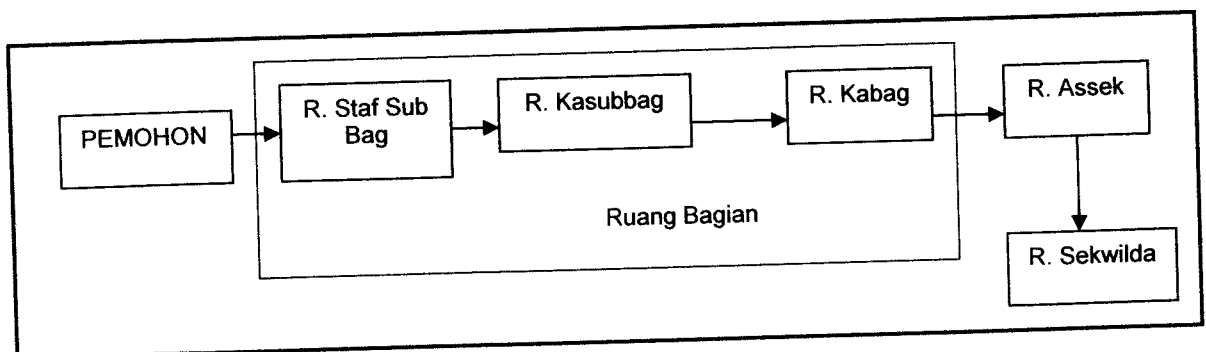 PEMOHON
R. Staf Sub
Bag
R. Kasubbag
R. Kabag
R. Assek
Ruang Bagian
R. Sekwilda